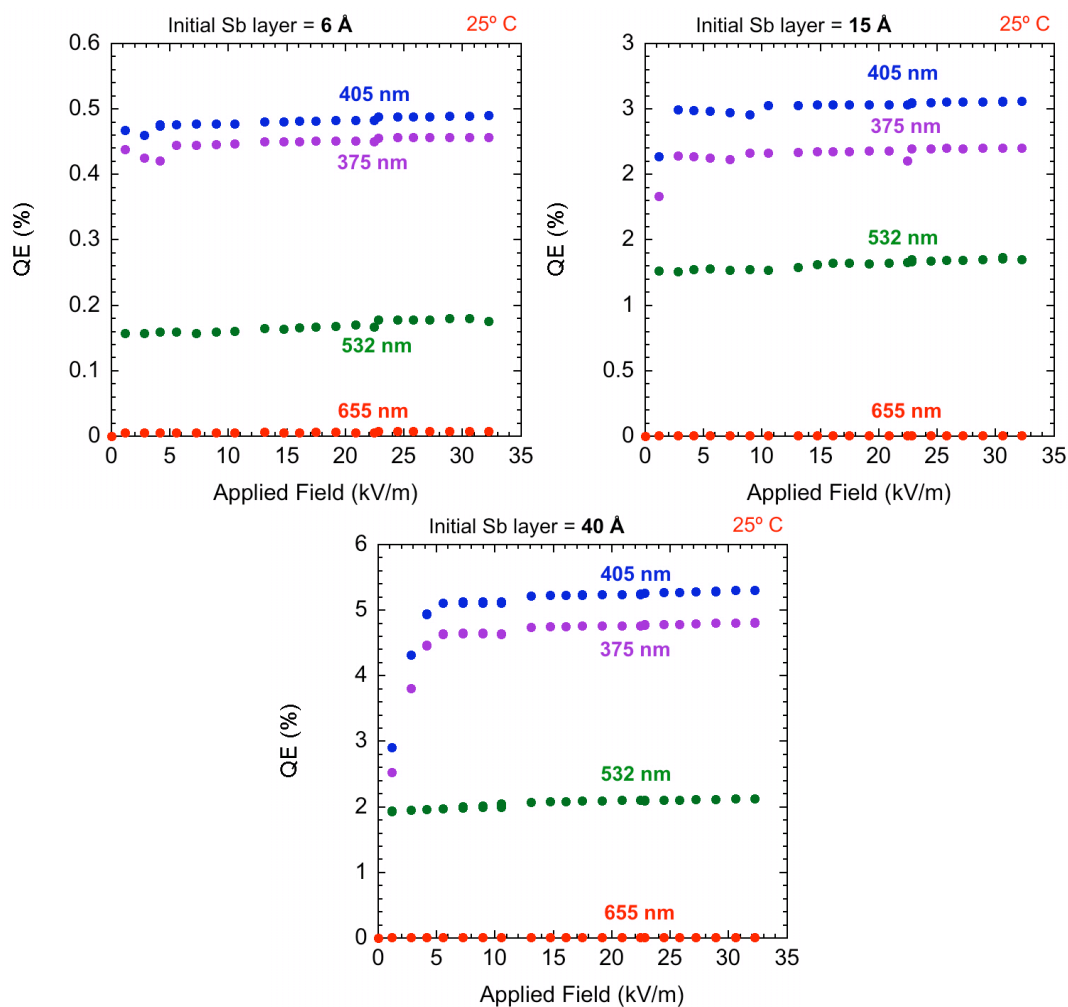 Initial Sb layer = 6 Å 25º C
0.6
0.5
0.4
0.3
0.2
0.1
0
QE (%)
405 nm
375 nm
532 nm
655 nm
0 5 10 15 20 25 30 35
Applied Field (kV/m)
Initial Sb layer = 15 Å 25º C
3
3
2
2
1
0.5
0
QE (%)
405 nm
375 nm
532 nm
655 nm
0 5 10 15 20 25 30 35
Applied Field (kV/m)
Initial Sb layer = 40 Å 25º C
6
5
4
3
2
1
0
QE (%)
405 nm
375 nm
532 nm
655 nm
0 5 10 15 20 25 30 35
Applied Field (kV/m)